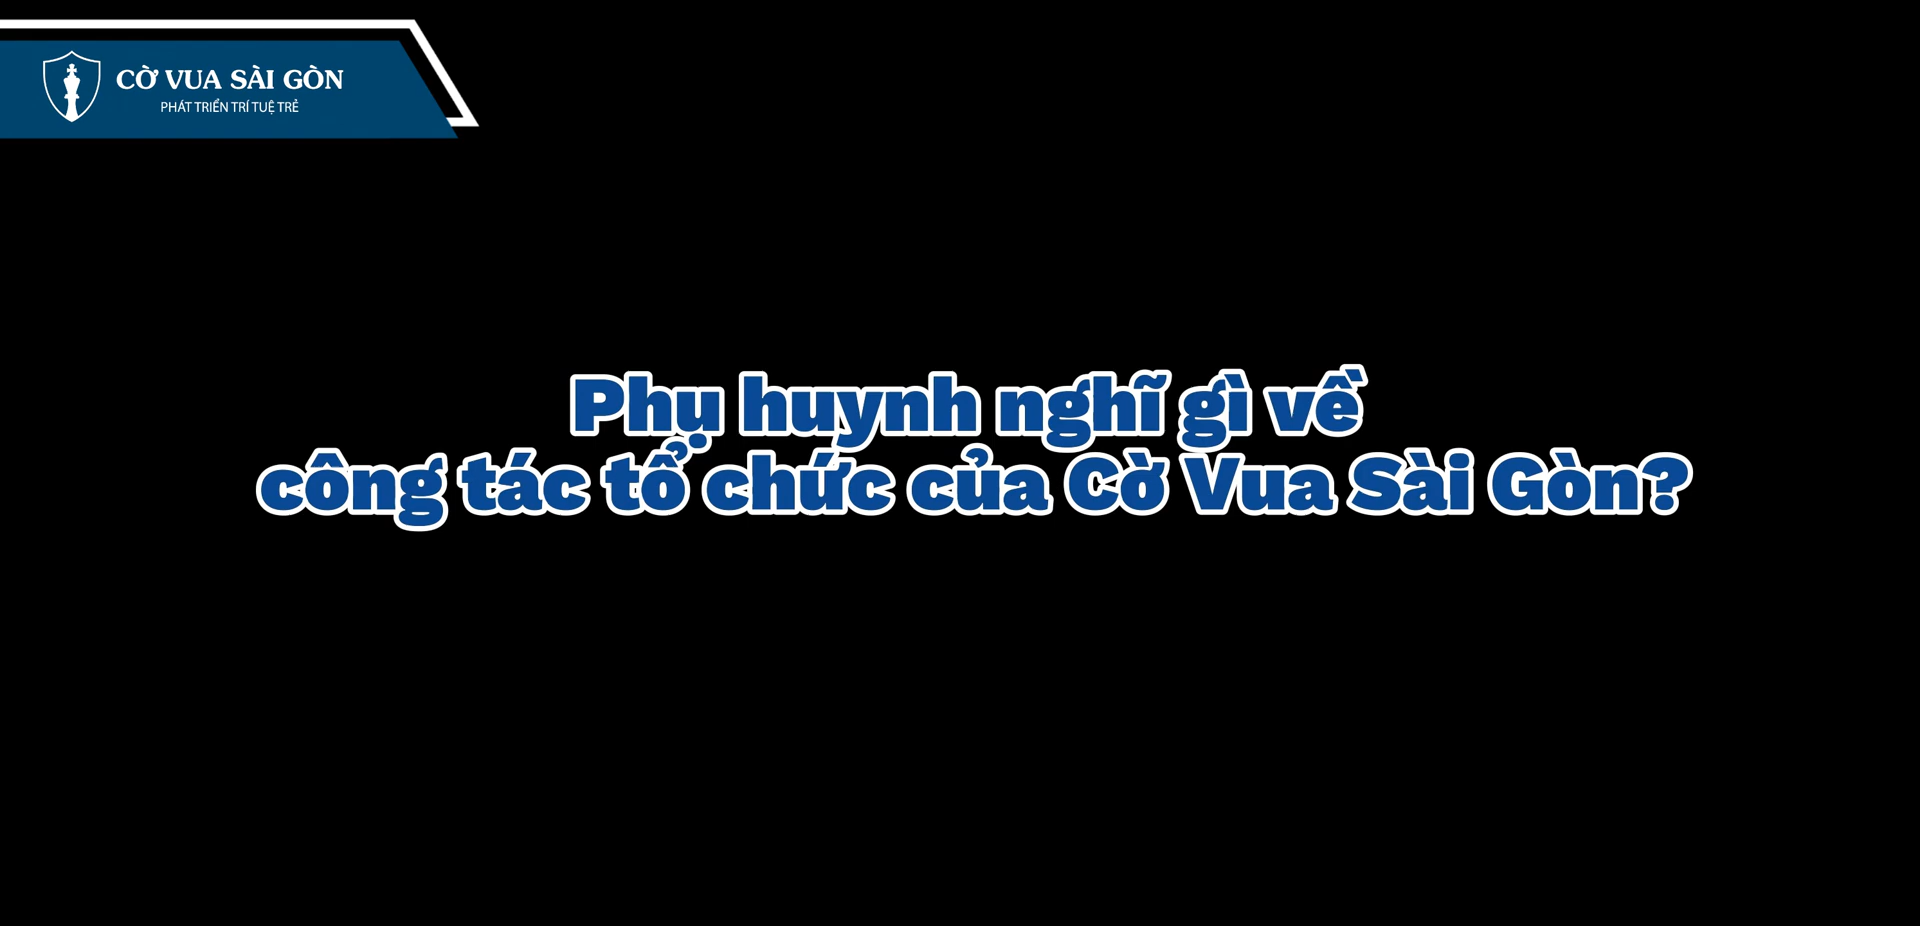 CỜ VUA SÀI GÒN
PHÁT TRIỂN TRÍ TUỆ TRẺ
Phụ huynh nghĩ gì về
công tác tổ chức của Cờ Vua Sài Gòn?